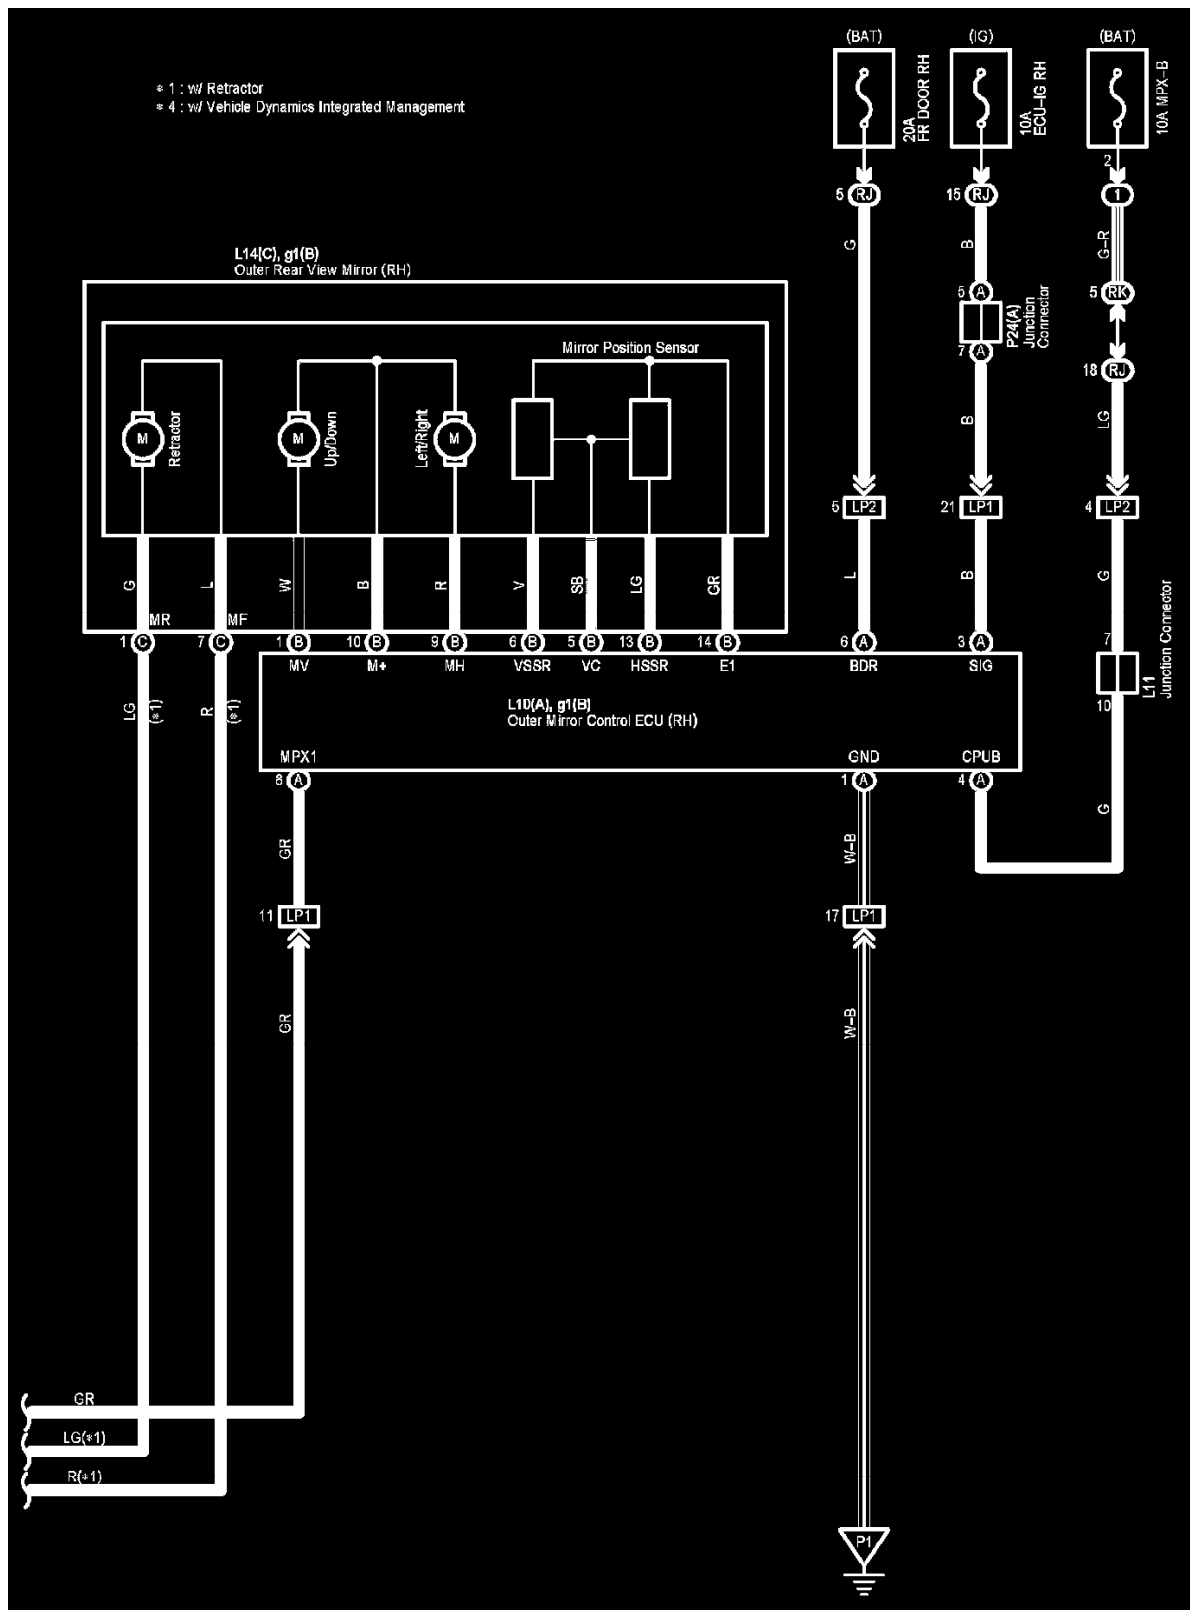 (BAT)
(IG)
(BAT)
* 1 : w/ Retractor
* 4 : w/ Vehicle Dynamics Integrated Management
20A
FR DOOR RH
10A
ECU-IG RH
10A MPX-B
2
5 RJ
15 RJ
1
G
B
G-R
L14(C), g1(B)
Outer Rear View Mirror (RH)
5 A
P24(A)
Junction
Connector
7 A
5 RK
18 RJ
Mirror Position Sensor
M
Retractor
M
Up/Down
Left/Right
M
B
LG
5 LP2
21 LP1
4 LP2
G
L
W
B
R
V
SB
LG
GR
L
B
G
MR
MF
1 C
7 C
1 B
10 B
9 B
6 B
5 B
13 B
14 B
6 A
3 A
7
MV
M+
MH
VSSR
VC
HSSR
E1
BDR
SIG
L11
Junction Connector
10
LG
(*1)
R
(*1)
L10(A), g1(B)
Outer Mirror Control ECU (RH)
MPX1
GND
CPUB
8 A
1 A
4 A
G
GR
W-B
11 LP1
17 LP1
GR
W-B
GR
LG(*1)
R(*1)
P1